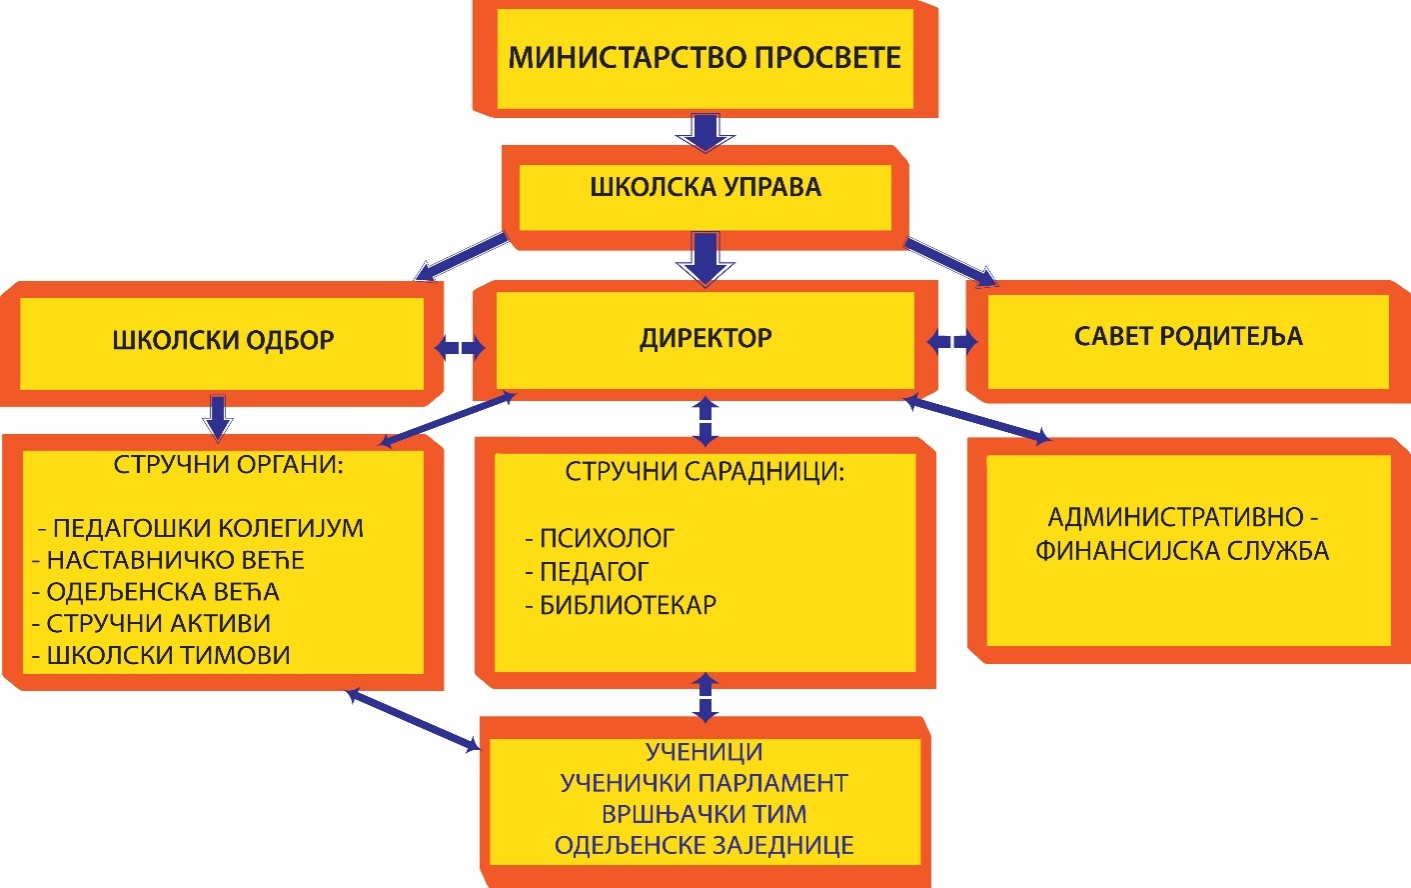 МИНИСТАРСТВО ПРОСВЕТЕ
ШКОЛСКА УПРАВА
ШКОЛСКИ ОДБОР
ДИРЕКТОР
САВЕТ РОДИТЕЉА
СТРУЧНИ ОРГАНИ:
- ПЕДАГОШКИ КОЛЕГИЈУМ
- НАСТАВНИЧКО ВЕЋЕ
- ОДЕЉЕНСКА ВЕЋА
- СТРУЧНИ АКТИВИ
- ШКОЛСКИ ТИМОВИ
СТРУЧНИ САРАДНИЦИ:
- ПСИХОЛОГ
- ПЕДАГОГ
- БИБЛИОТЕКАР
АДМИНИСТРАТИВНО -
ФИНАНСИЈСКА СЛУЖБА
УЧЕНИЦИ
УЧЕНИЧКИ ПАРЛАМЕНТ
ВРШЊАЧКИ ТИМ
ОДЕЉЕНСКЕ ЗАЈЕДНИЦЕ